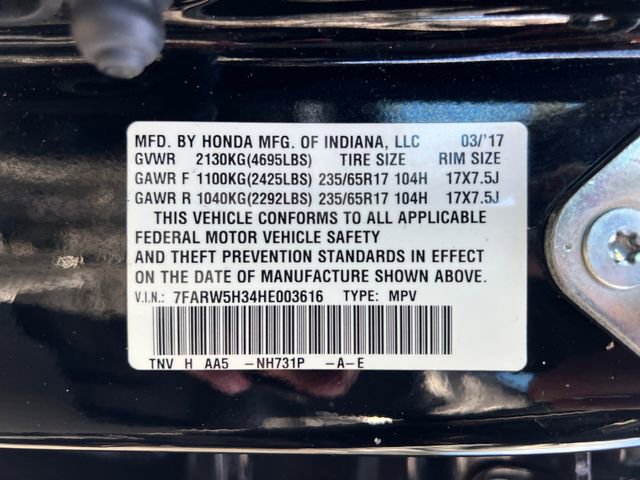 MFD. BY HONDA MFG. OF INDIANA, LLC 03/'17
GVWR 2130KG(4695LBS) TIRE SIZE RIM SIZE
GAWR F 1100KG(2425LBS) 235/65R17 104H 17X7.5J
GAWR R 1040KG(2292LBS) 235/65R17 104H 17X7.5J
THIS VEHICLE CONFORMS TO ALL APPLICABLE
FEDERAL MOTOR VEHICLE SAFETY
AND THEFT PREVENTION STANDARDS IN EFFECT
ON THE DATE OF MANUFACTURE SHOWN ABOVE.
V.I.N.: 7FARW5H34HE003616 TYPE: MPV
TNV H AA5 -NH731P -A-E